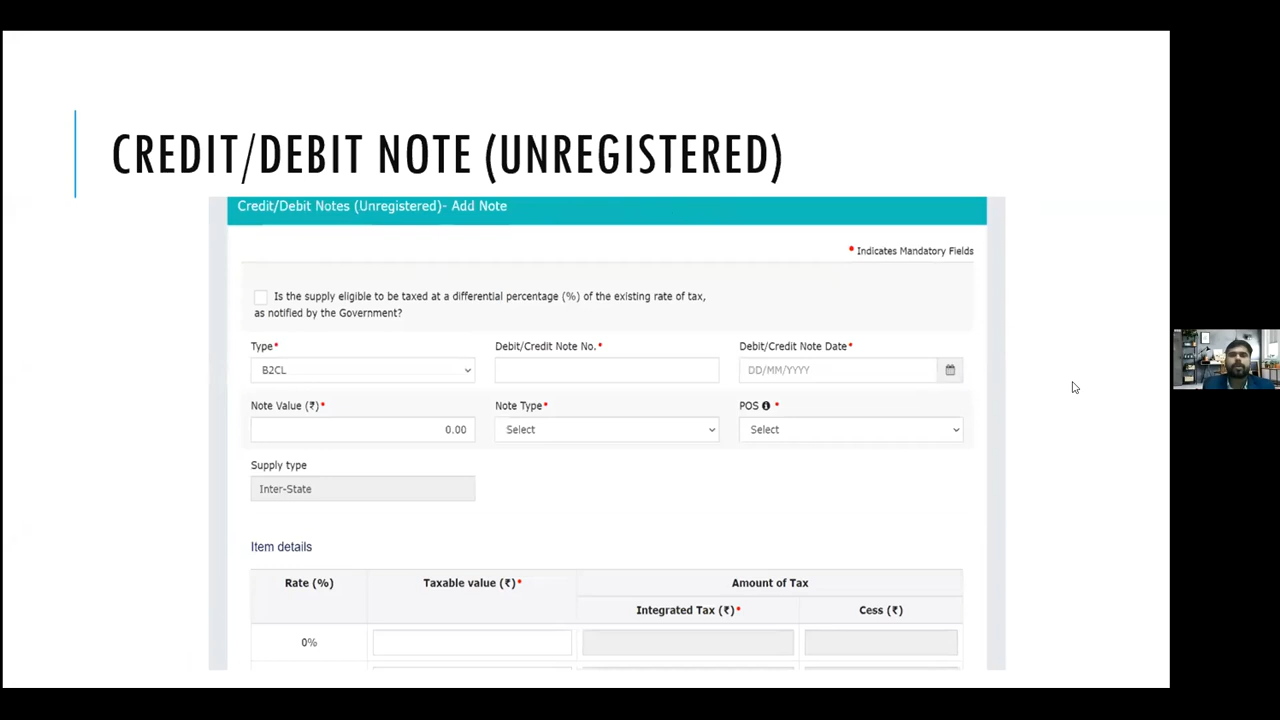 CREDIT/DEBIT NOTE (UNREGISTERED)
Credit/Debit Notes (Unregistered)- Add Note
• Indicates Mandatory Fields
Is the supply eligible to be taxed at a differential percentage (%) of the existing rate of tax,
as notified by the Government?
Type• Debit/Credit Note No.• Debit/Credit Note Date•
B2CL DD/MM/YYYY
Note Value (₹)• Note Type• POS •
0.00 Select Select
Supply type
Inter-State
Item details
Rate (%) Taxable value (₹)• Amount of Tax
Integrated Tax (₹)• Cess (₹)
0%